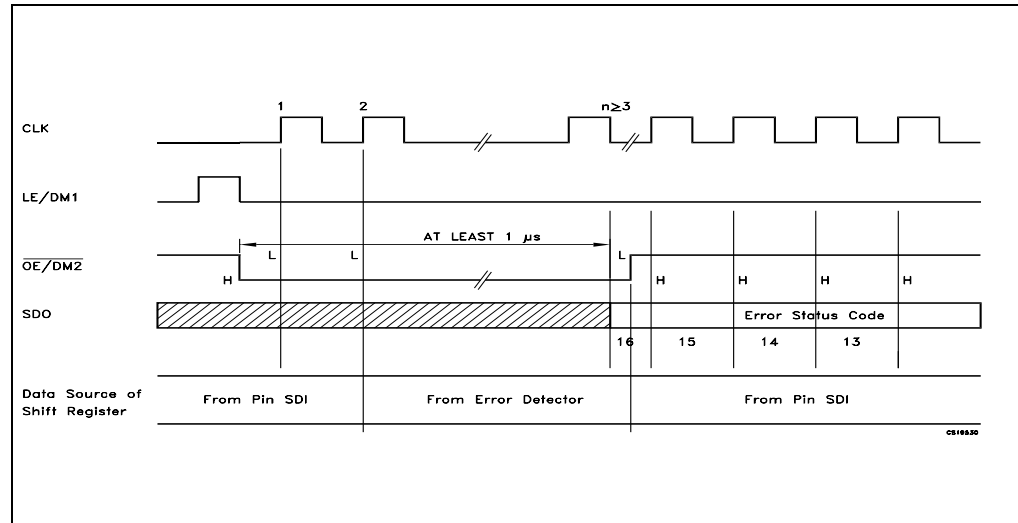 1 2 n≥3
CLK
LE/DM1
AT LEAST 1 µs
L L L
OE/DM2
H H H H H
SDO
Error Status Code
16 15 14 13
Data Source of
Shift Register
From Pin SDI From Error Detector From Pin SDI